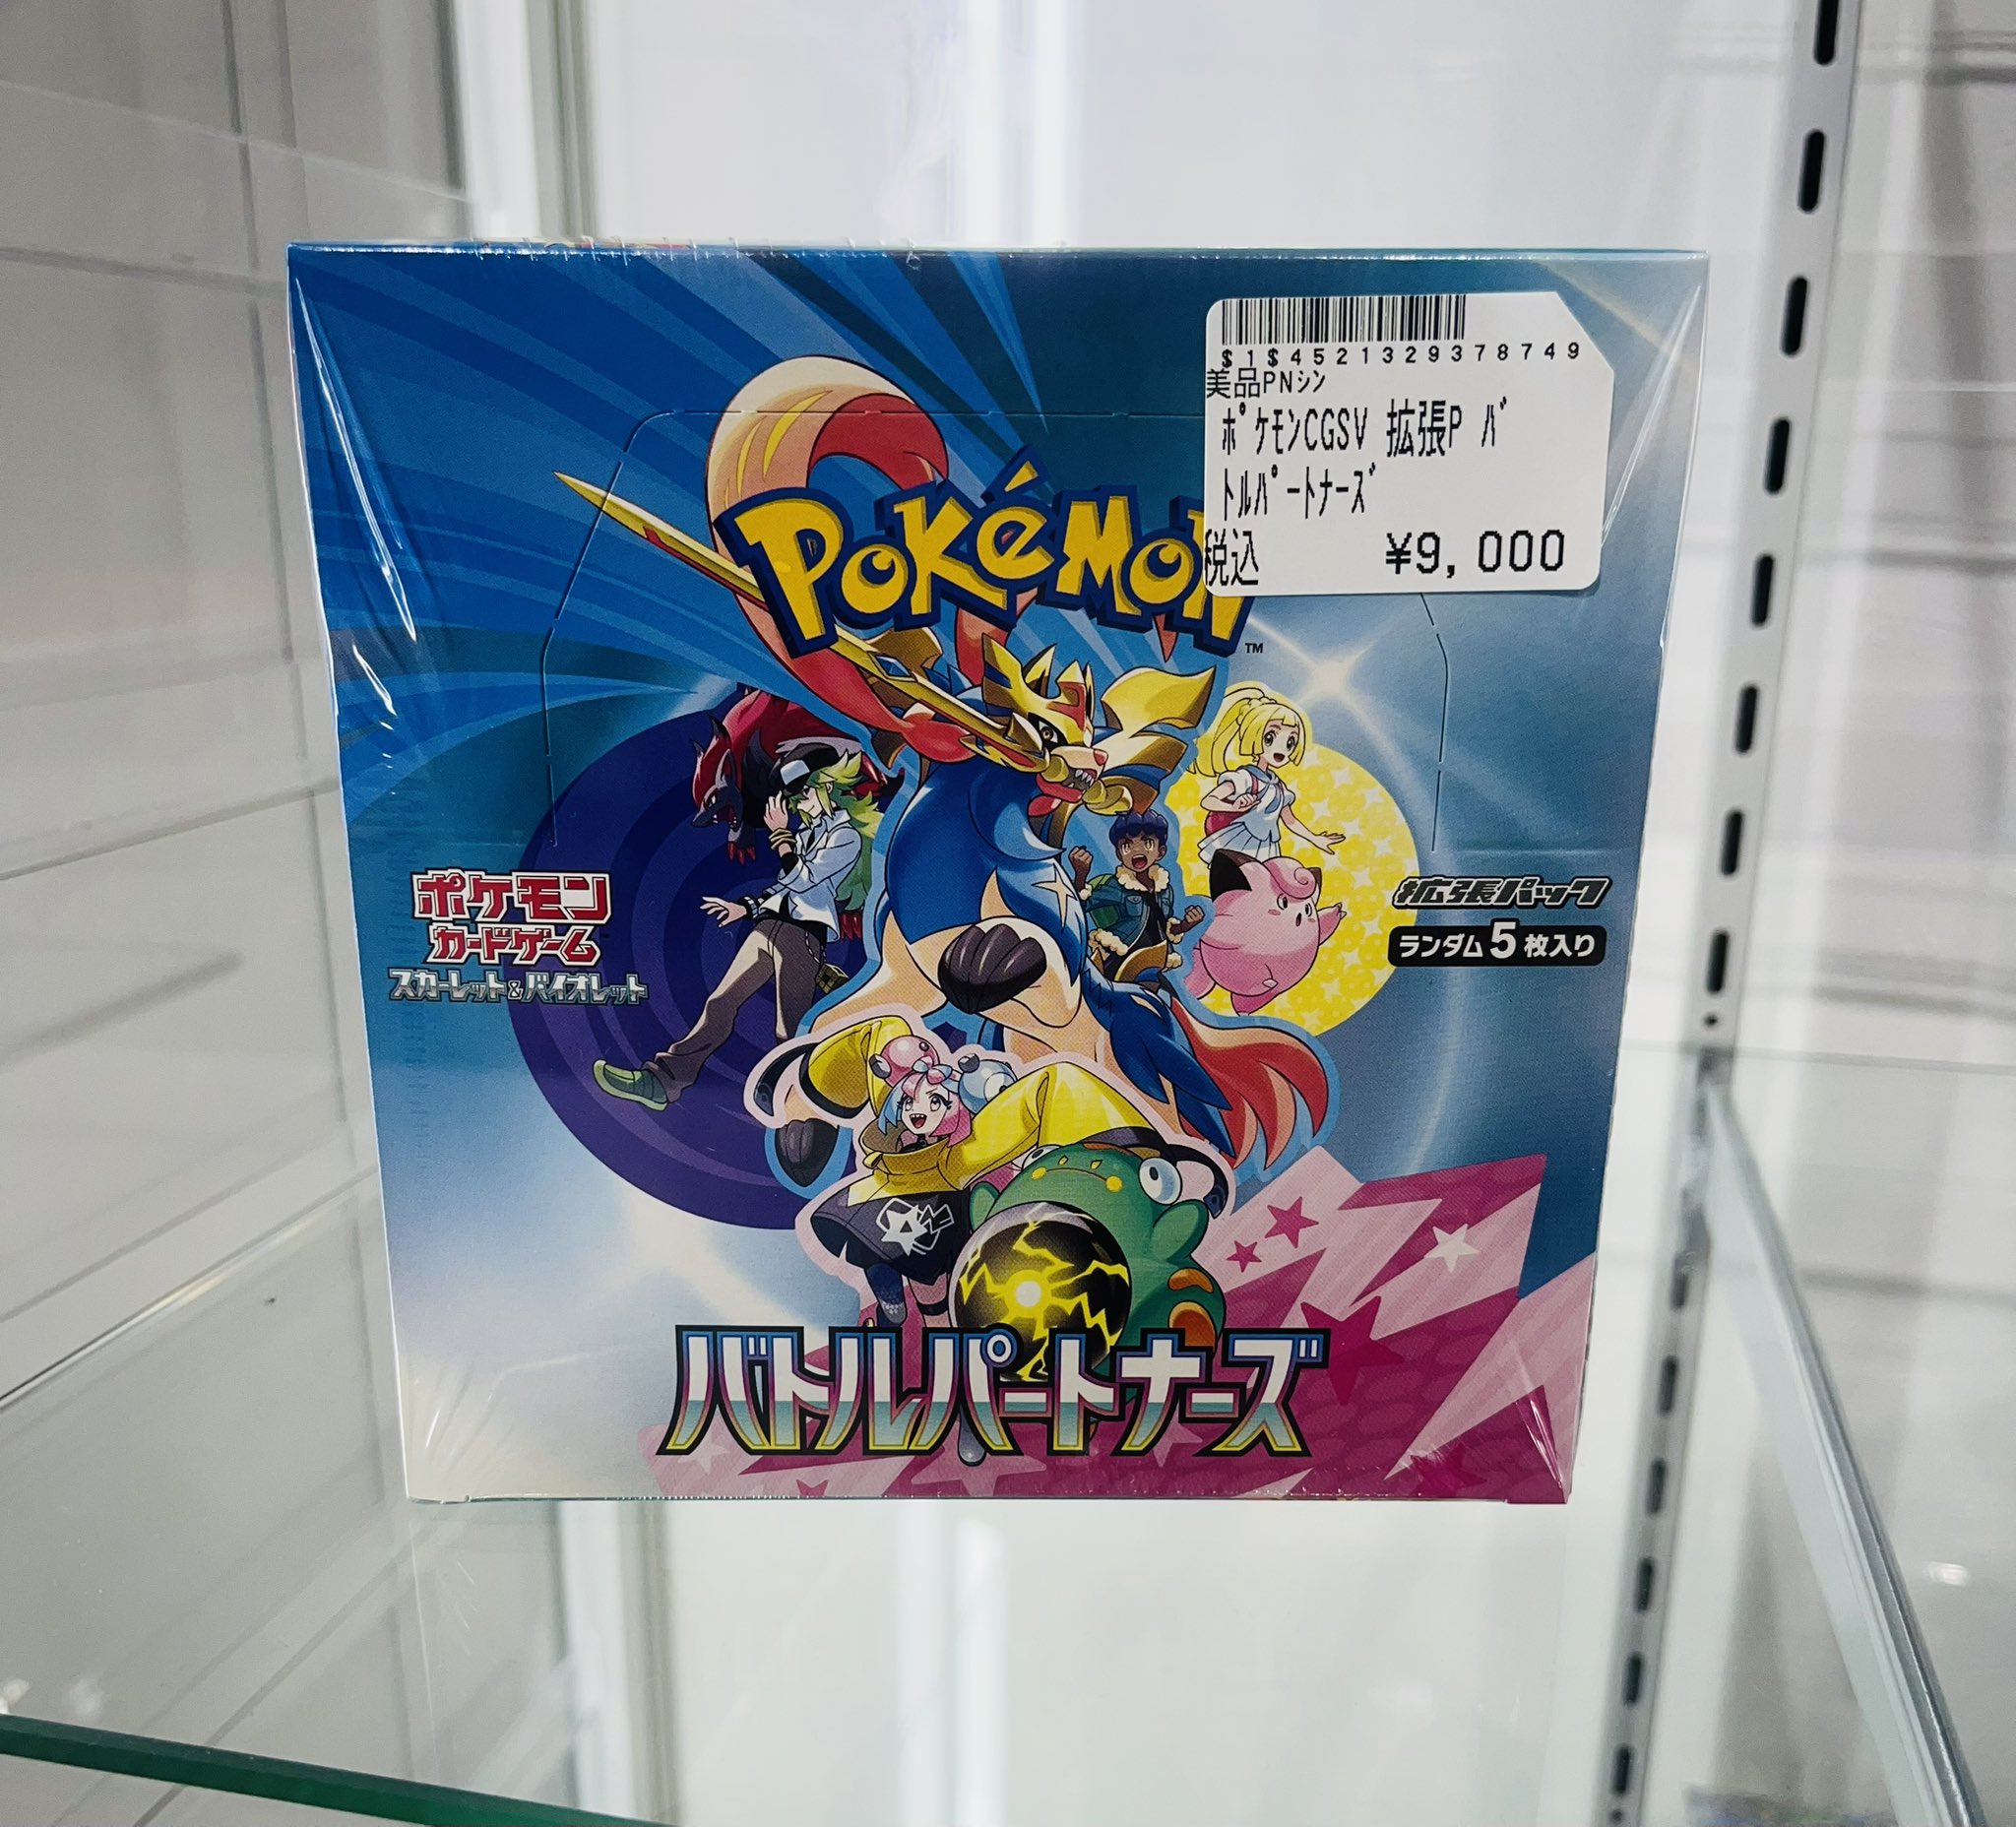 $1$4521329378749
美品PNシン
ポケモンCGSV 拡張P バ
トルパートナーズ
税込 ¥9,000
POKéMON
TM
ポケモン
カードゲーム
スカーレット&バイオレット
拡張パック
ランダム5枚入り
バトルパートナーズ